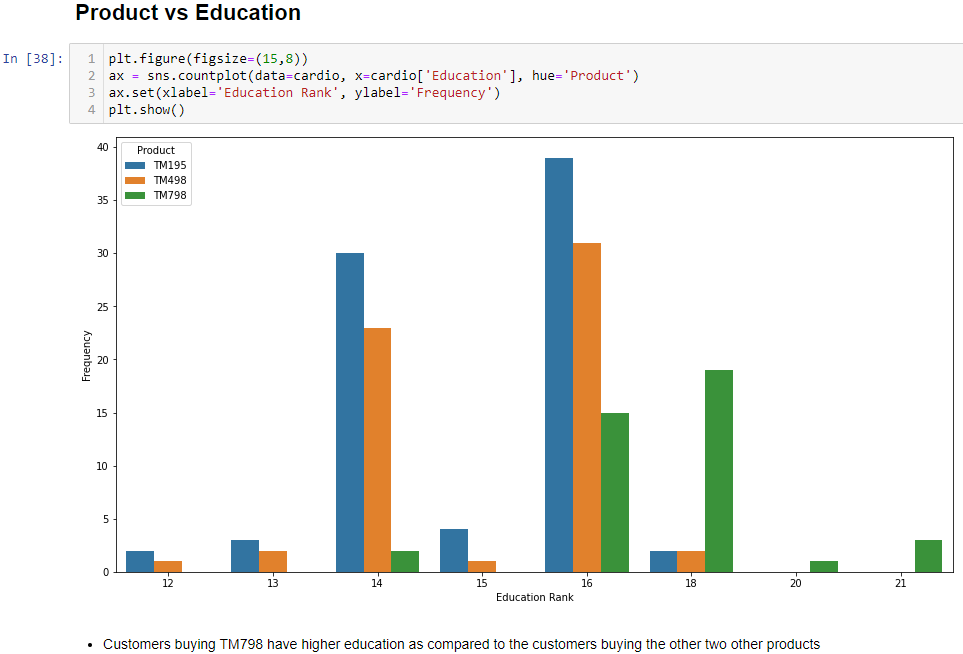 Product vs Education
In [38]:
1 plt.figure(figsize=(15,8))
2 ax = sns.countplot(data=cardio, x=cardio['Education'], hue='Product')
3 ax.set(xlabel='Education Rank', ylabel='Frequency')
4 plt.show()
Product
TM195
TM498
TM798
40
35
30
25
20
15
10
5
0
Frequency
12 13 14 15 16 18 20 21
Education Rank
• Customers buying TM798 have higher education as compared to the customers buying the other two other products